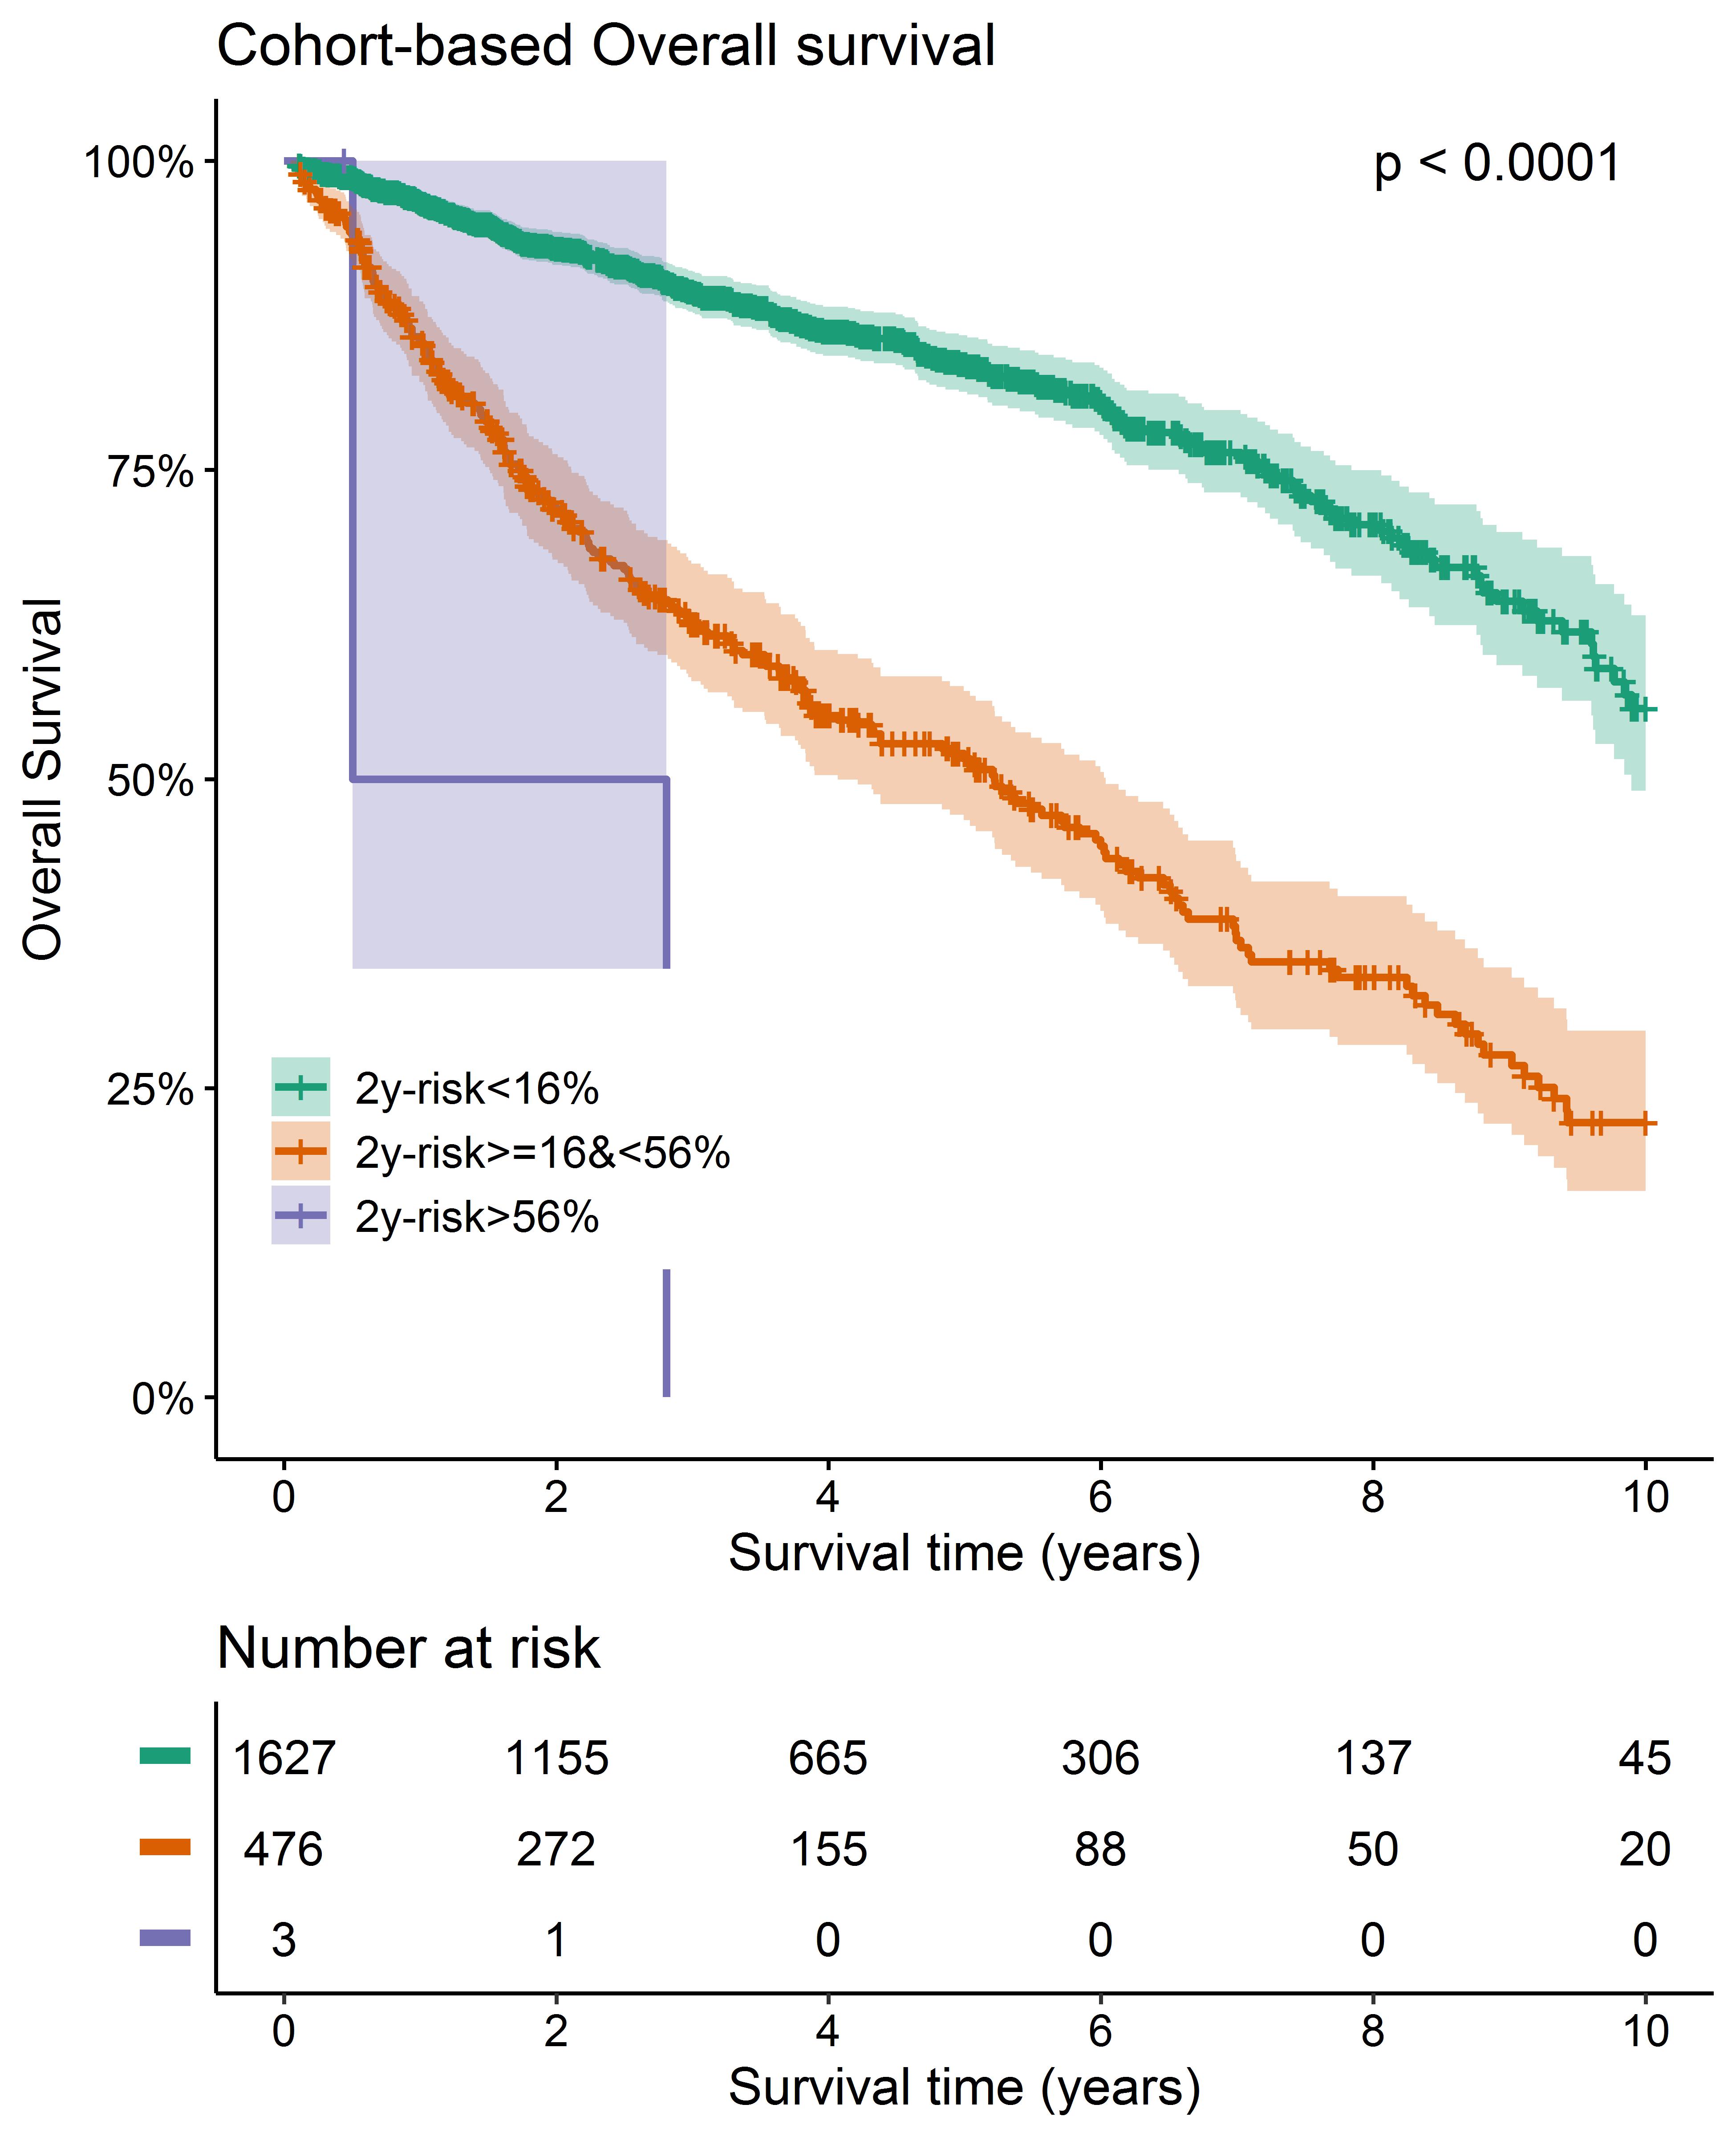 Cohort-based Overall survival
p < 0.0001
100%
75%
50%
25%
0%
Overall Survival
2y-risk<16%
2y-risk>=16&<56%
2y-risk>56%
0 2 4 6 8 10
Survival time (years)
Number at risk
1627 1155 665 306 137 45
476 272 155 88 50 20
3 1 0 0 0 0
0 2 4 6 8 10
Survival time (years)